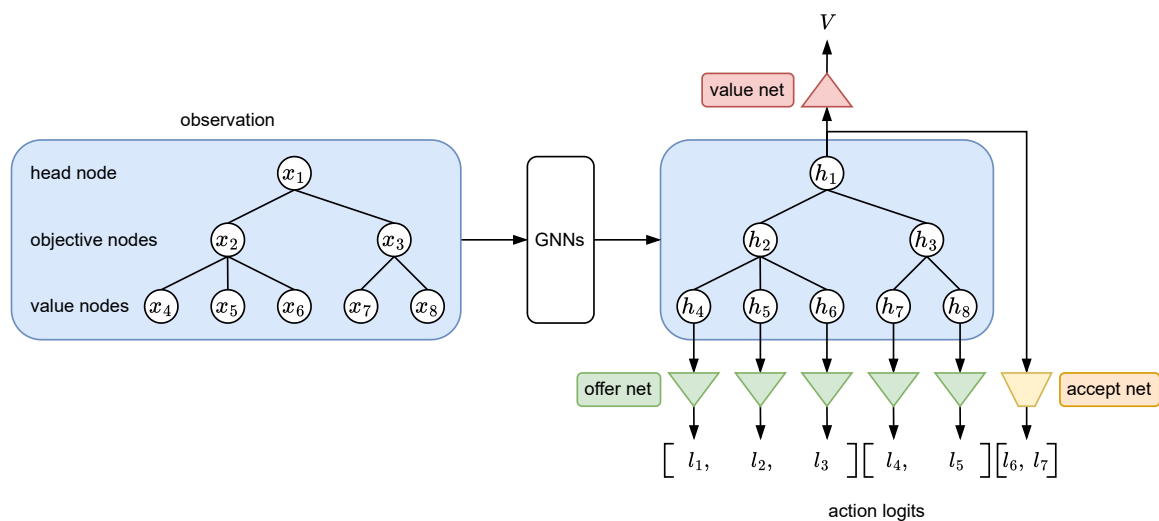 V
value net
observation
head node
x₁
h₁
objective nodes
x₂
x₃
GNNs
h₂
h₃
value nodes
x₄ x₅ x₆ x₇ x₈
h₄ h₅ h₆ h₇ h₈
offer net
accept net
[ l₁, l₂, l₃ ] [ l₄, l₅ ] [l₆, l₇]
action logits